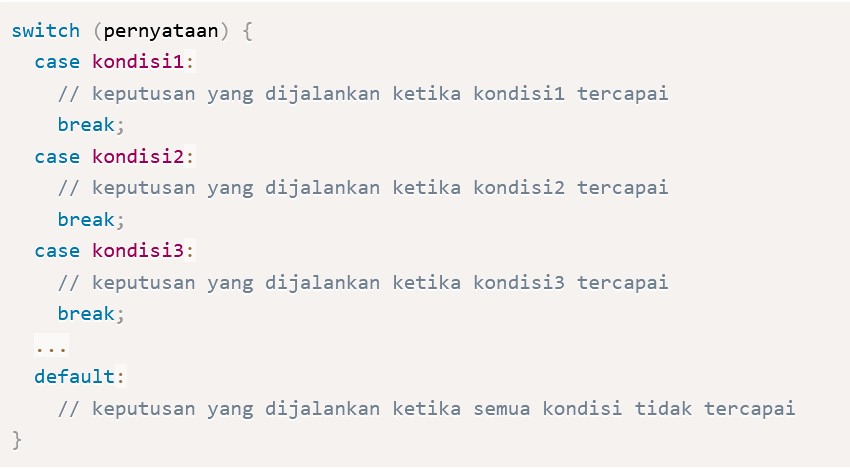 switch (pernyataan) {
  case kondisi1:
    // keputusan yang dijalankan ketika kondisi1 tercapai
    break;
  case kondisi2:
    // keputusan yang dijalankan ketika kondisi2 tercapai
    break;
  case kondisi3:
    // keputusan yang dijalankan ketika kondisi3 tercapai
    break;
  ...
  default:
    // keputusan yang dijalankan ketika semua kondisi tidak tercapai
}